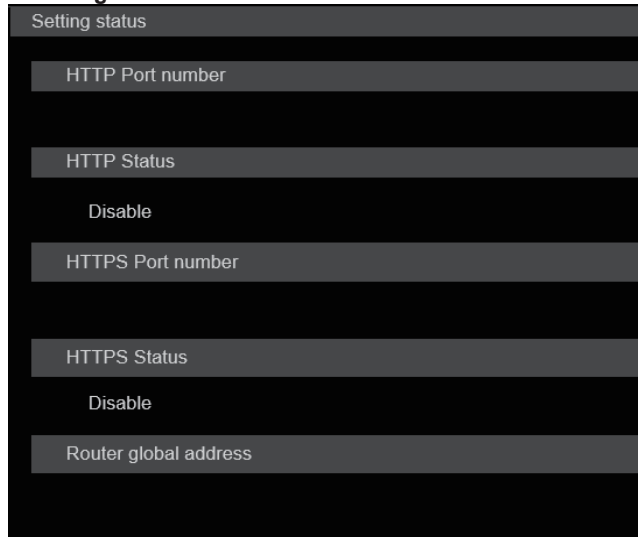 Setting status
HTTP Port number
HTTP Status
Disable
HTTPS Port number
HTTPS Status
Disable
Router global address